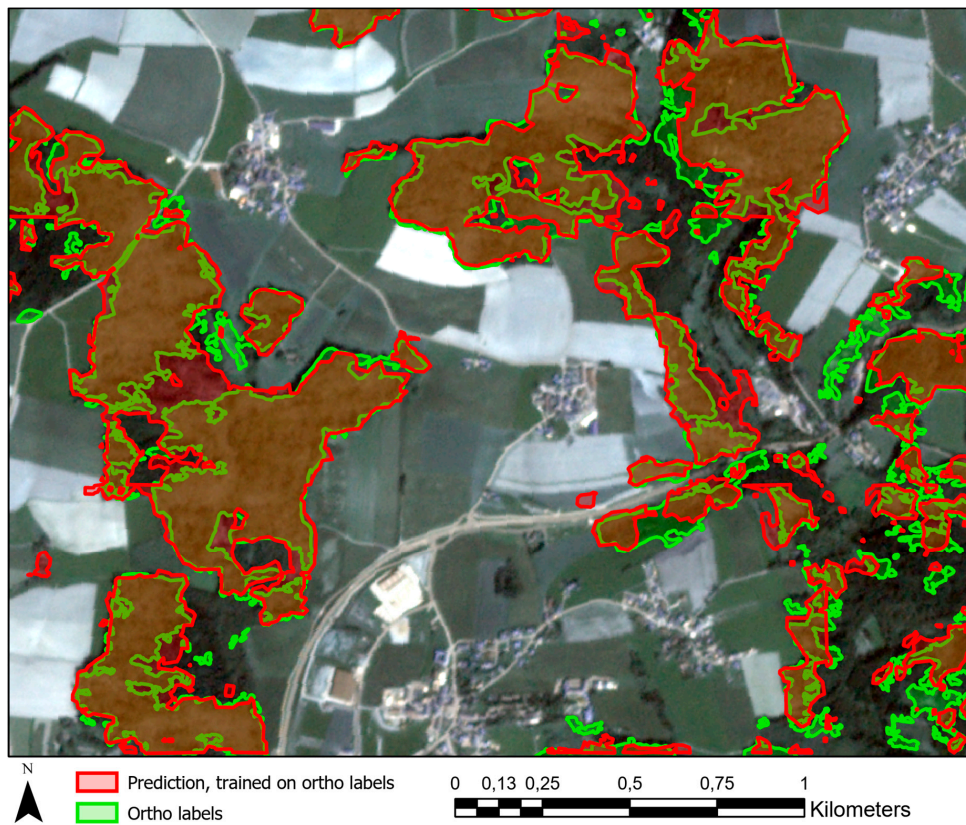 N
Prediction, trained on ortho labels
Ortho labels
0 0,13 0,25 0,5 0,75 1
Kilometers